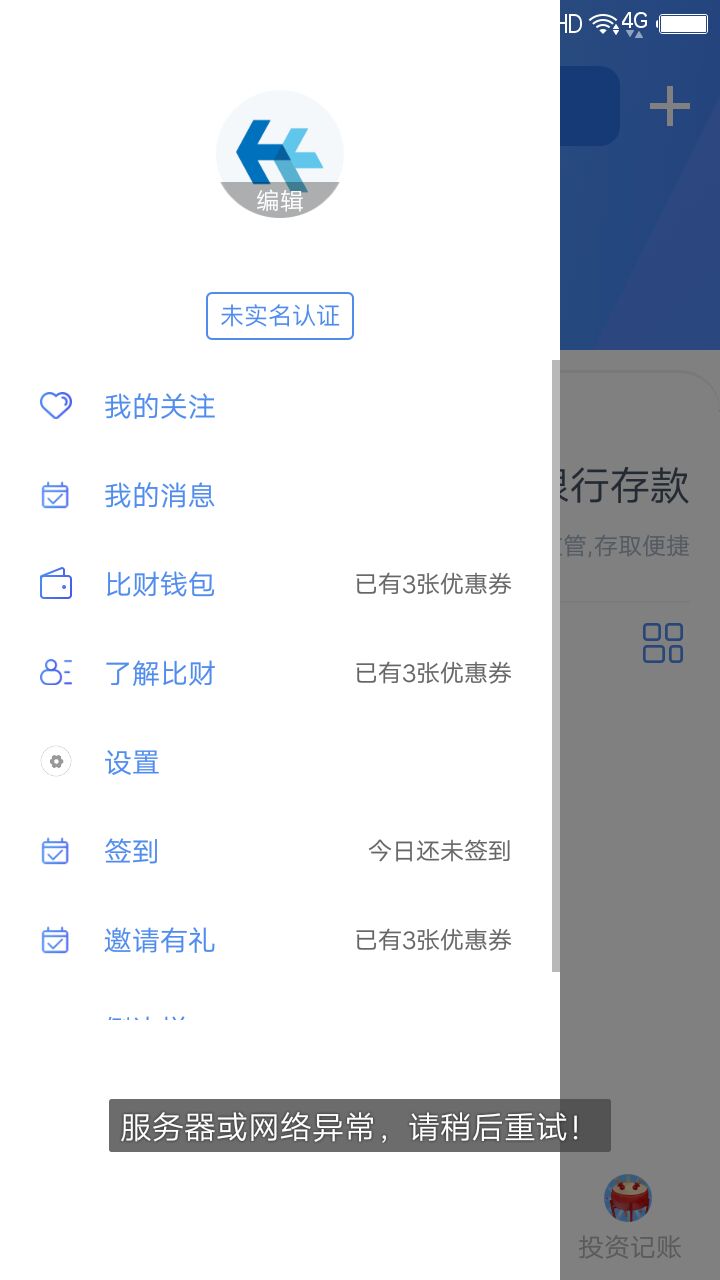 HD 4G
编辑
未实名认证
我的关注
我的消息
比财钱包 已有3张优惠券
了解比财 已有3张优惠券
设置
签到 今日还未签到
邀请有礼 已有3张优惠券
行存款
管,存取便捷
服务器或网络异常，请稍后重试！
投资记账